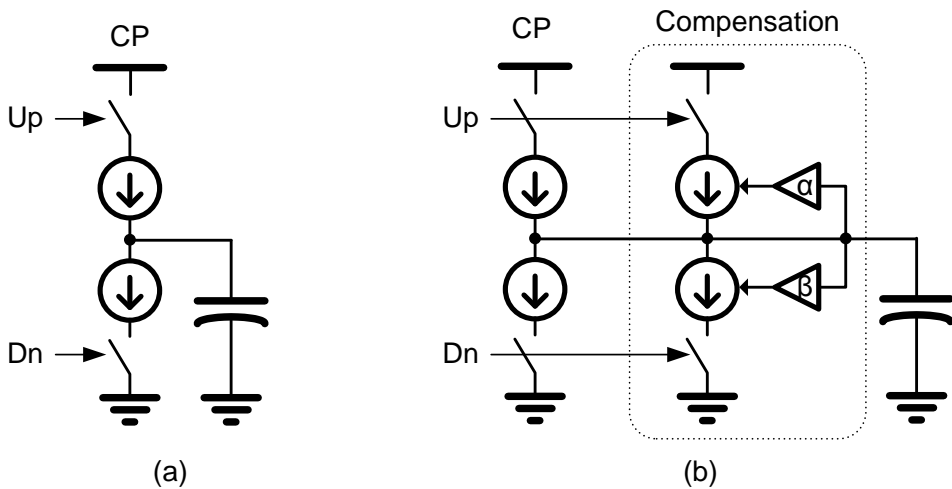 CP
Up
Dn
(a)
CP
Compensation
Up
α
β
Dn
(b)